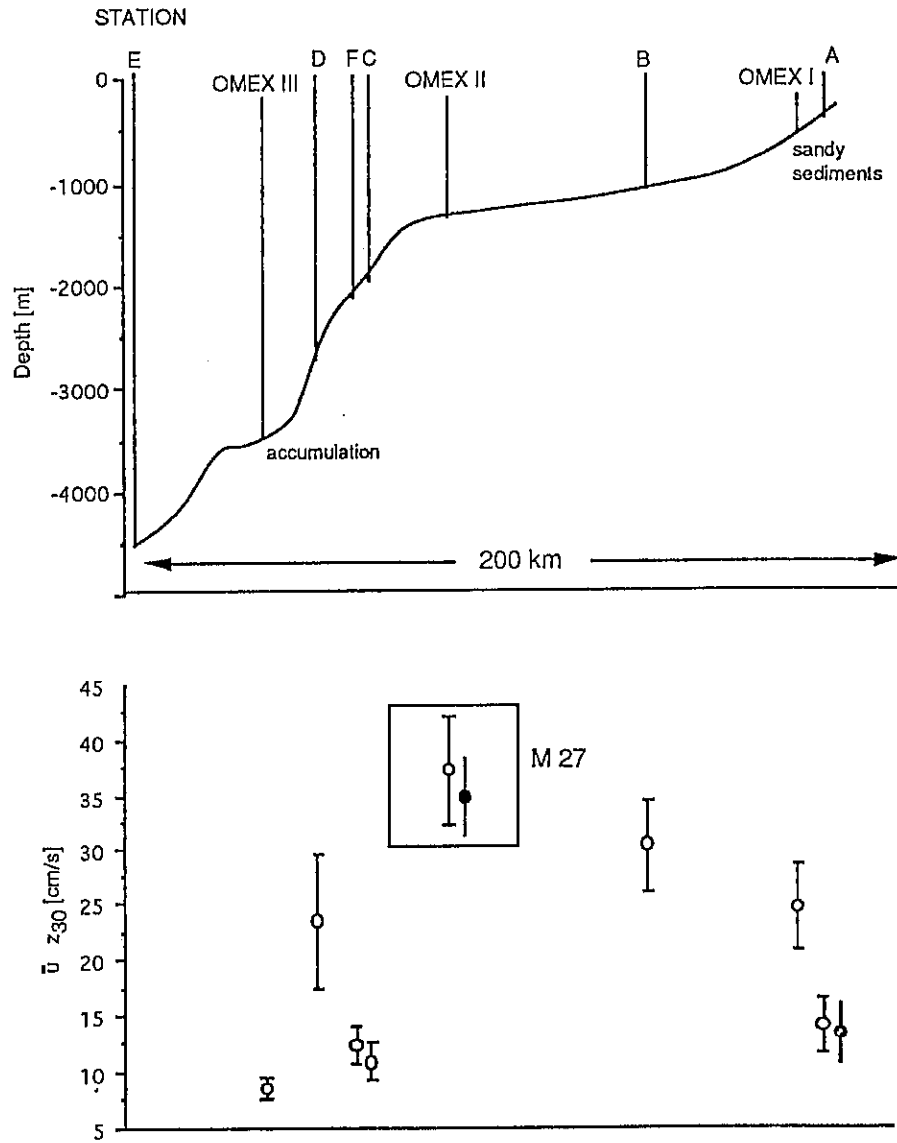 STATION
E
D
F C
B
A
OMEX III
OMEX II
OMEX I
0
-1000
-2000
-3000
-4000
Depth [m]
sandy
sediments
accumulation
200 km
45
40
35
30
25
20
15
10
5
ū z30 [cm/s]
M 27